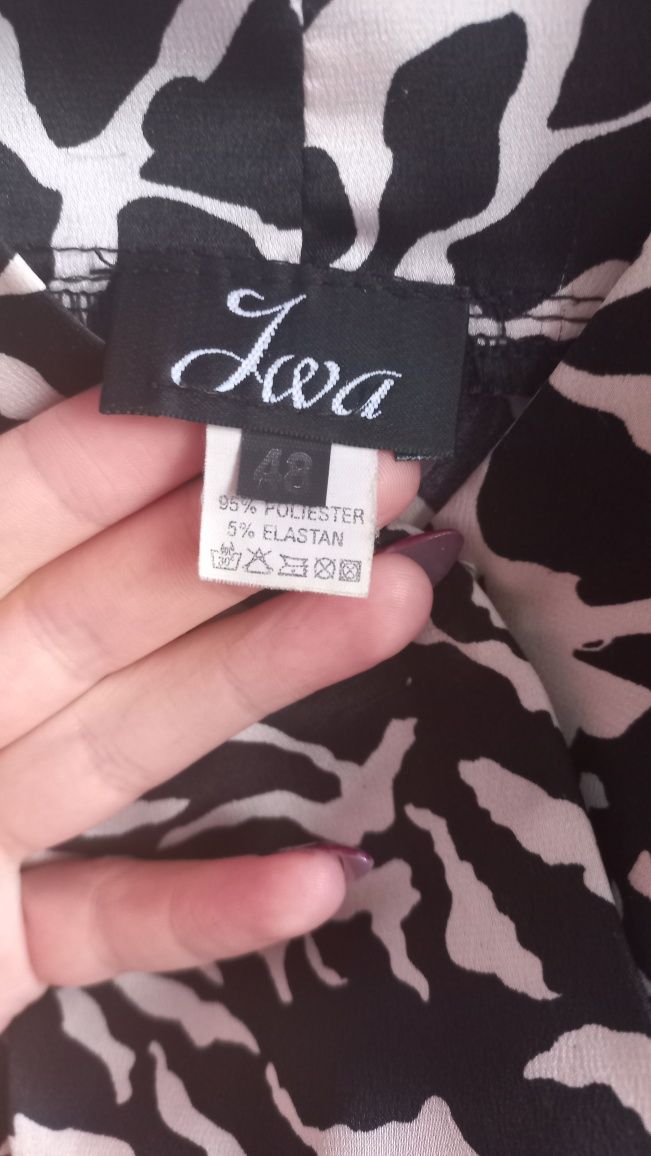 Iwa
48
95% POLIESTER
5% ELASTAN